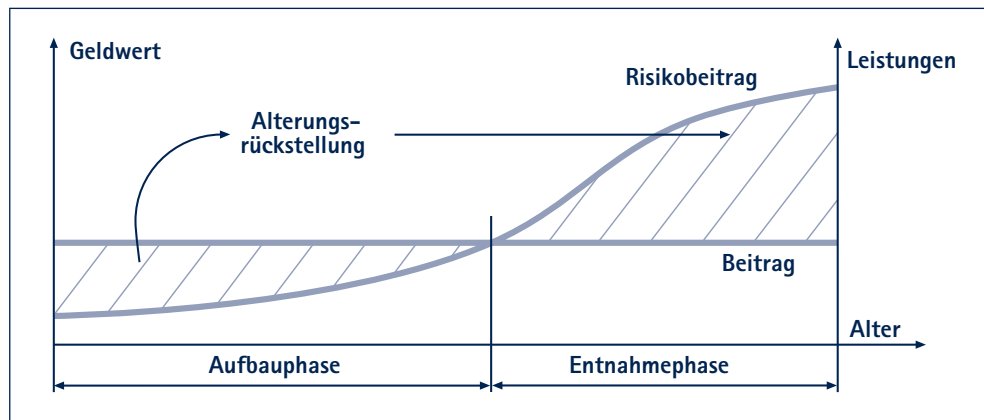 Geldwert
Leistungen
Risikobeitrag
Alterungs-
rückstellung
Beitrag
Alter
Aufbauphase
Entnahmephase